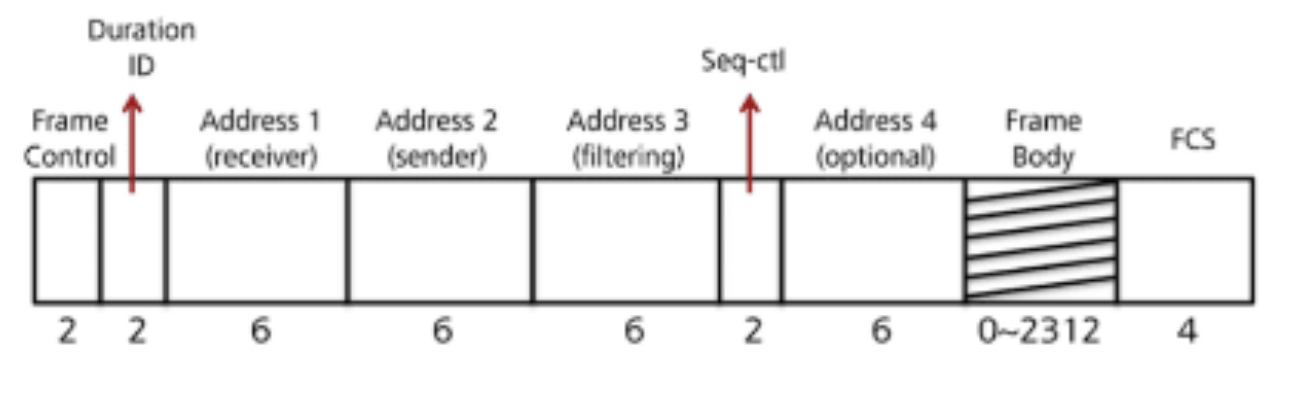 Duration
ID
Seq-ctl
Frame
Control
Address 1
(receiver)
Address 2
(sender)
Address 3
(filtering)
Address 4
(optional)
Frame
Body
FCS
2 2 6 6 6 2 6 0~2312 4